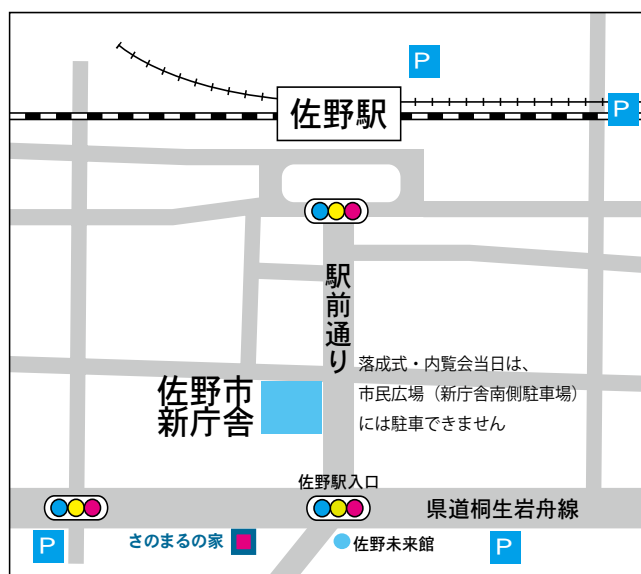 P
P
佐野駅
駅前通り
落成式・内覧会当日は、
市民広場（新庁舎南側駐車場）
には駐車できません
佐野市
新庁舎
佐野駅入口
県道桐生岩舟線
P
さのまるの家
佐野未来館
P